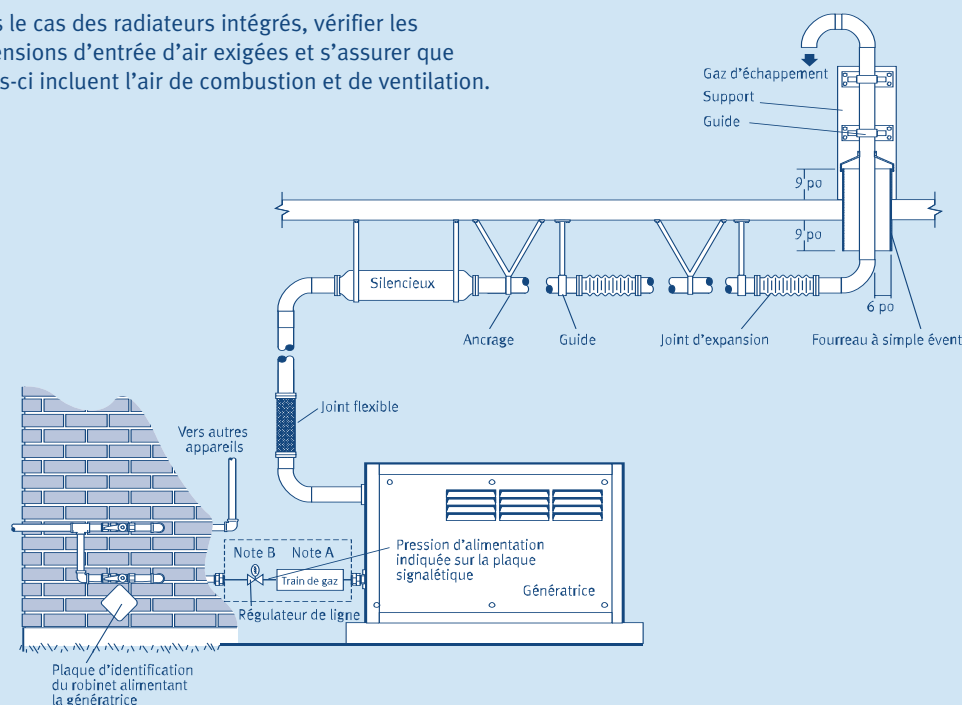 s le cas des radiateurs intégrés, vérifier les
ensions d'entrée d'air exigées et s'assurer que
s-ci incluent l'air de combustion et de ventilation.
Gaz d'échappement
Support
Guide
9 po
9 po
6 po
Silencieux
Ancrage
Guide
Joint d'expansion
Fourreau à simple évent
Joint flexible
Vers autres
appareils
Note B
Note A
Pression d'alimentation
indiquée sur la plaque
signalétique
Train de gaz
Génératrice
Régulateur de ligne
Plaque d'identification
du robinet alimentant
la génératrice